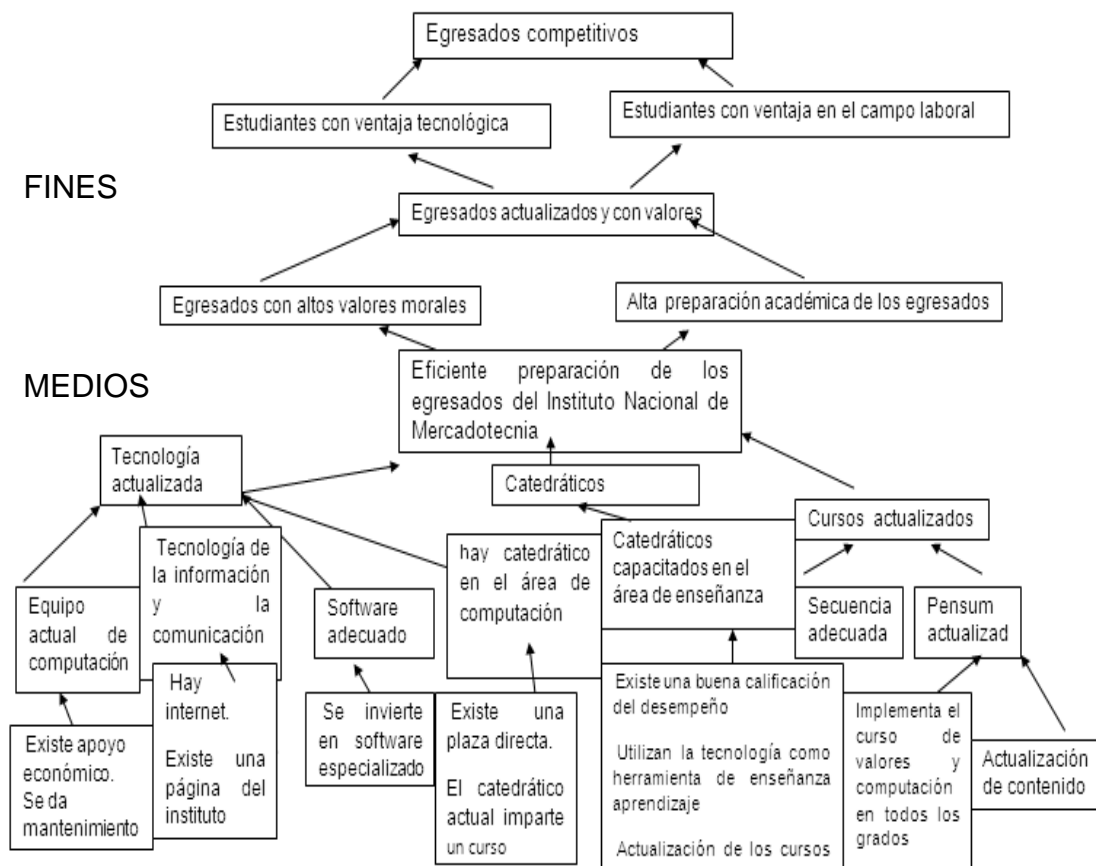 Egresados competitivos
Estudiantes con ventaja tecnológica
Estudiantes con ventaja en el campo laboral
FINES
Egresados actualizados y con valores
Egresados con altos valores morales
Alta preparación académica de los egresados
MEDIOS
Eficiente preparación de los
egresados del Instituto Nacional de
Mercadotecnia
Tecnología
actualizada
Catedráticos
Cursos actualizados
Tecnología de
la información
y la
comunicación
hay catedrático
en el área de
computación
Catedráticos
capacitados en el
área de enseñanza
Equipo
actual de
computación
Software
adecuado
Secuencia
adecuada
Pensum
actualizad
Hay
internet.
Existe una
página del
instituto
Existe apoyo
económico.
Se da
mantenimiento
Se invierte
en software
especializado
Existe una
plaza directa.
El catedrático
actual imparte
un curso
Existe una buena calificación
del desempeño
Utilizan la tecnología como
herramienta de enseñanza
aprendizaje
Actualización de los cursos
Implementa el
curso de
valores y
computación
en todos los
grados
Actualización
de contenido